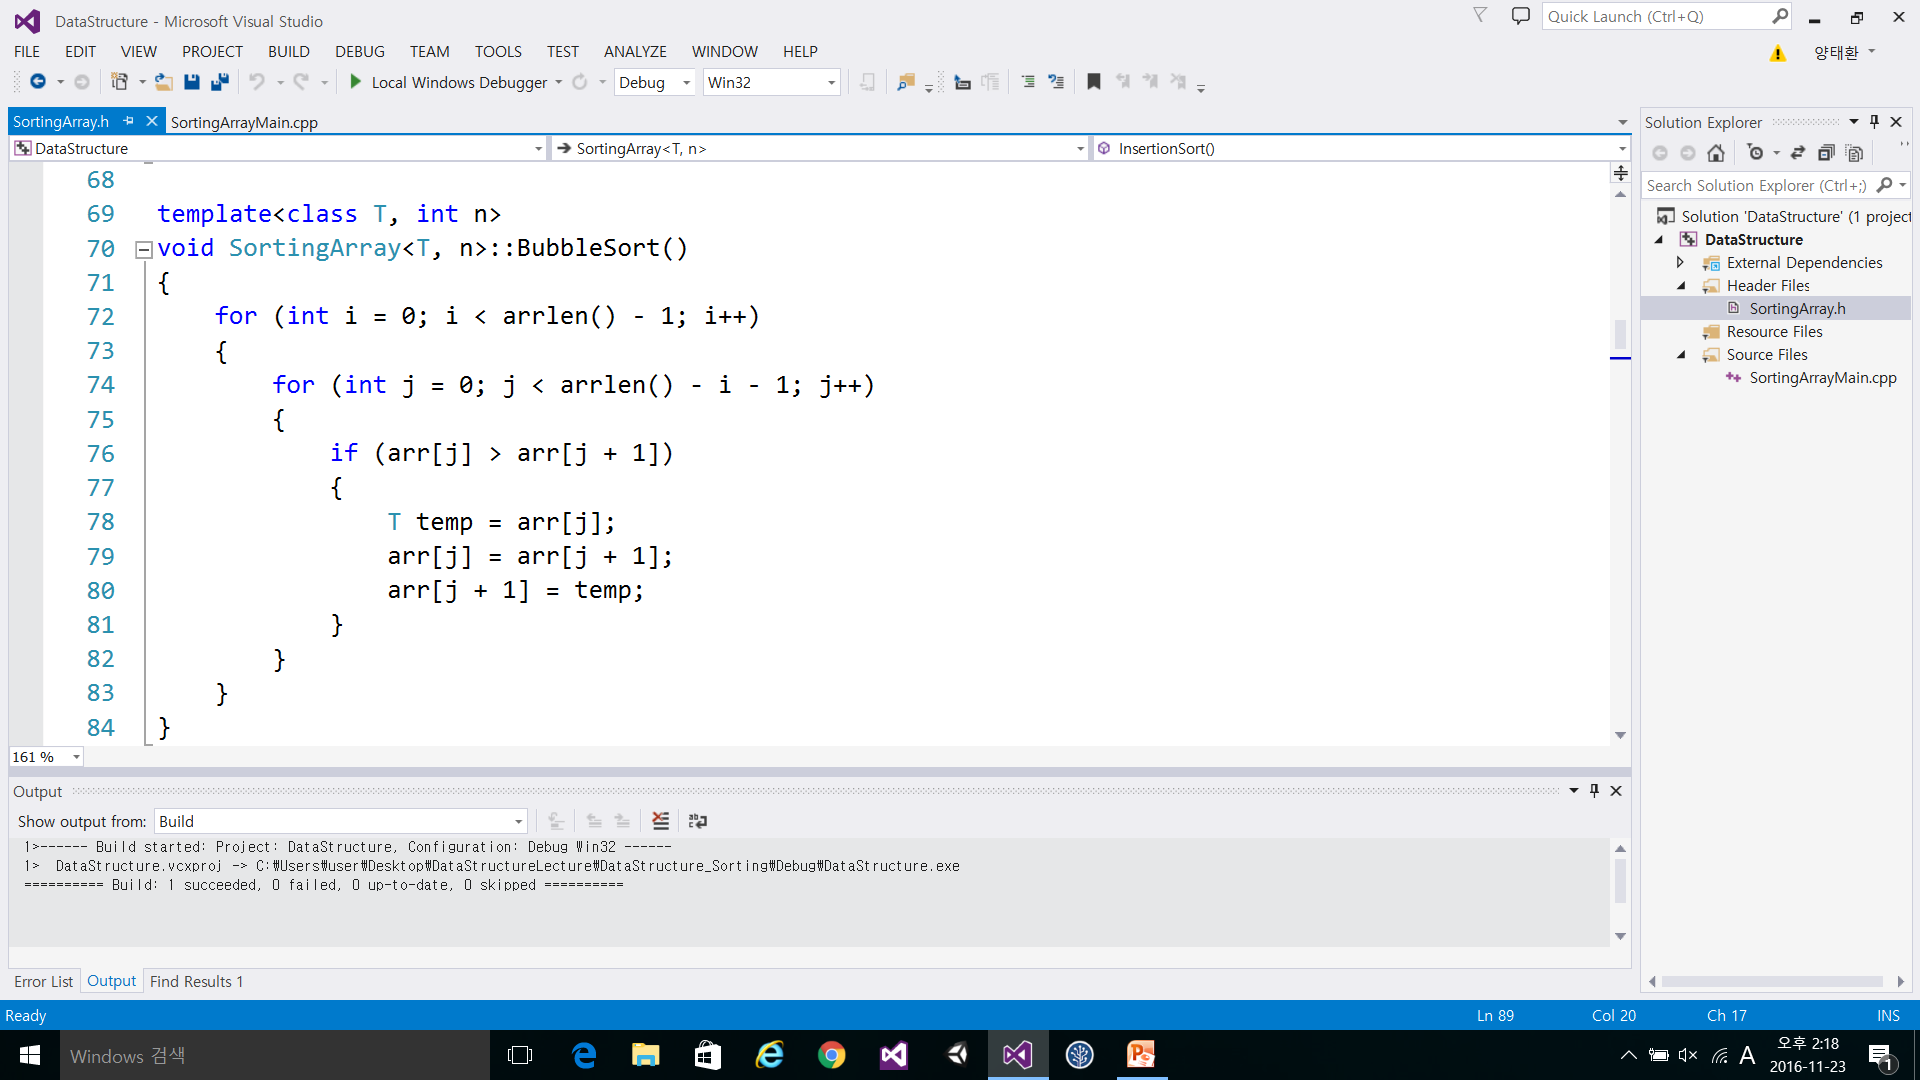 DataStructure - Microsoft Visual Studio
Quick Launch (Ctrl+Q)
FILE EDIT VIEW PROJECT BUILD DEBUG TEAM TOOLS TEST ANALYZE WINDOW HELP
양태환
Local Windows Debugger Debug Win32
SortingArray.h SortingArrayMain.cpp
DataStructure SortingArray<T, n> InsertionSort()
68
69 template<class T, int n>
70 void SortingArray<T, n>::BubbleSort()
71 {
72 for (int i = 0; i < arrlen() - 1; i++)
73 {
74 for (int j = 0; j < arrlen() - i - 1; j++)
75 {
76 if (arr[j] > arr[j + 1])
77 {
78 T temp = arr[j];
79 arr[j] = arr[j + 1];
80 arr[j + 1] = temp;
81 }
82 }
83 }
84 }
161 %
Output
Show output from: Build
1>------ Build started: Project: DataStructure, Configuration: Debug Win32 ------
1>  DataStructure.vcxproj -> C:₩Users₩user₩Desktop₩DataStructureLecture₩DataStructure_Sorting₩Debug₩DataStructure.exe
========== Build: 1 succeeded, 0 failed, 0 up-to-date, 0 skipped ==========
Error List Output Find Results 1
Solution Explorer
Search Solution Explorer (Ctrl+;)
Solution 'DataStructure' (1 project
DataStructure
External Dependencies
Header Files
SortingArray.h
Resource Files
Source Files
SortingArrayMain.cpp
Ready Ln 89 Col 20 Ch 17 INS
Windows 검색
A
오후 2:18
2016-11-23
1